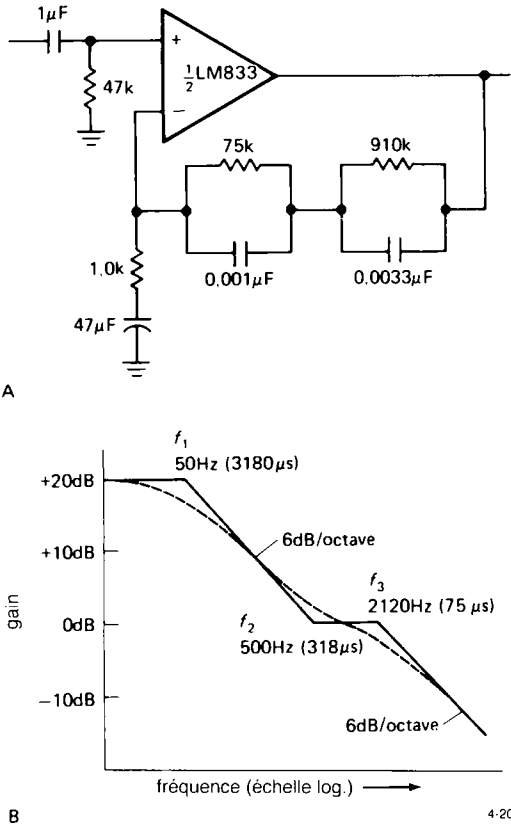 1μF
+
½LM833
47k
−
75k
910k
1,0k
0,001μF
0,0033μF
47μF
A
f₁
50Hz (3180μs)
+20dB
6dB/octave
+10dB
f₃
2120Hz (75 μs)
gain
0dB
f₂
500Hz (318μs)
−10dB
6dB/octave
fréquence (échelle log.)
B
4·20